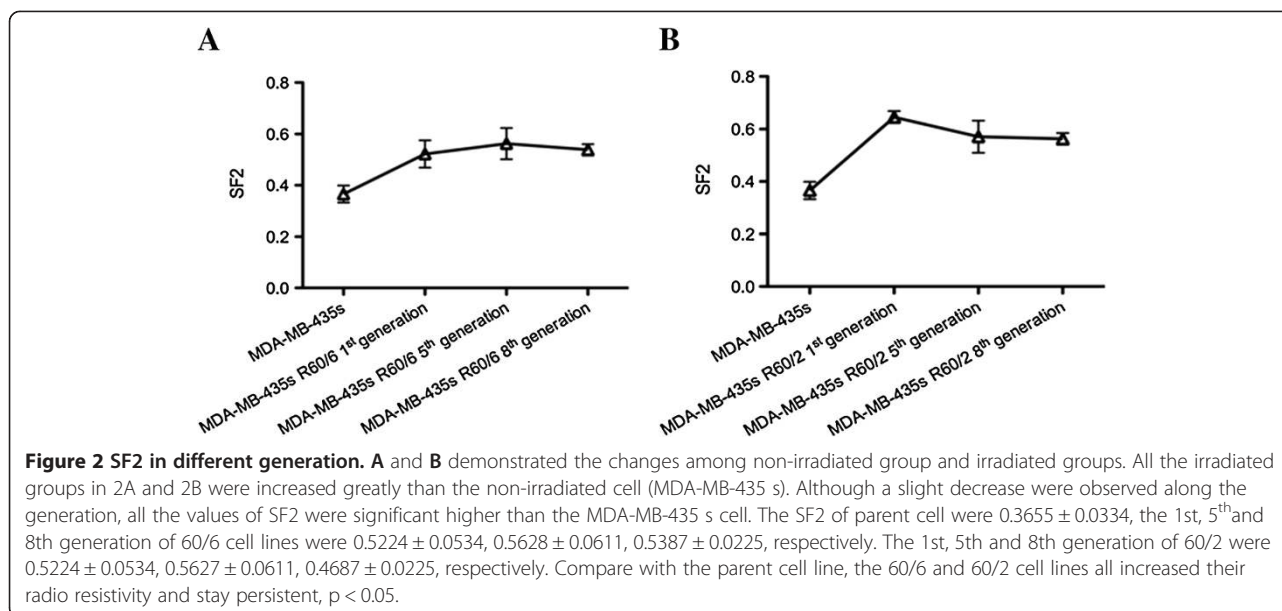 A
B
0.8
0.6
0.4
0.2
0.0
SF2
MDA-MB-435s
MDA-MB-435s R60/6 1st generation
MDA-MB-435s R60/6 5th generation
MDA-MB-435s R60/6 8th generation
0.8
0.6
0.4
0.2
0.0
SF2
MDA-MB-435s
MDA-MB-435s R60/2 1st generation
MDA-MB-435s R60/2 5th generation
MDA-MB-435s R60/2 8th generation
Figure 2 SF2 in different generation. A and B demonstrated the changes among non-irradiated group and irradiated groups. All the irradiated
groups in 2A and 2B were increased greatly than the non-irradiated cell (MDA-MB-435 s). Although a slight decrease were observed along the
generation, all the values of SF2 were significant higher than the MDA-MB-435 s cell. The SF2 of parent cell were 0.3655 ± 0.0334, the 1st, 5th and
8th generation of 60/6 cell lines were 0.5224 ± 0.0534, 0.5628 ± 0.0611, 0.5387 ± 0.0225, respectively. The 1st, 5th and 8th generation of 60/2 were
0.5224 ± 0.0534, 0.5627 ± 0.0611, 0.4687 ± 0.0225, respectively. Compare with the parent cell line, the 60/6 and 60/2 cell lines all increased their
radio resistivity and stay persistent, p < 0.05.